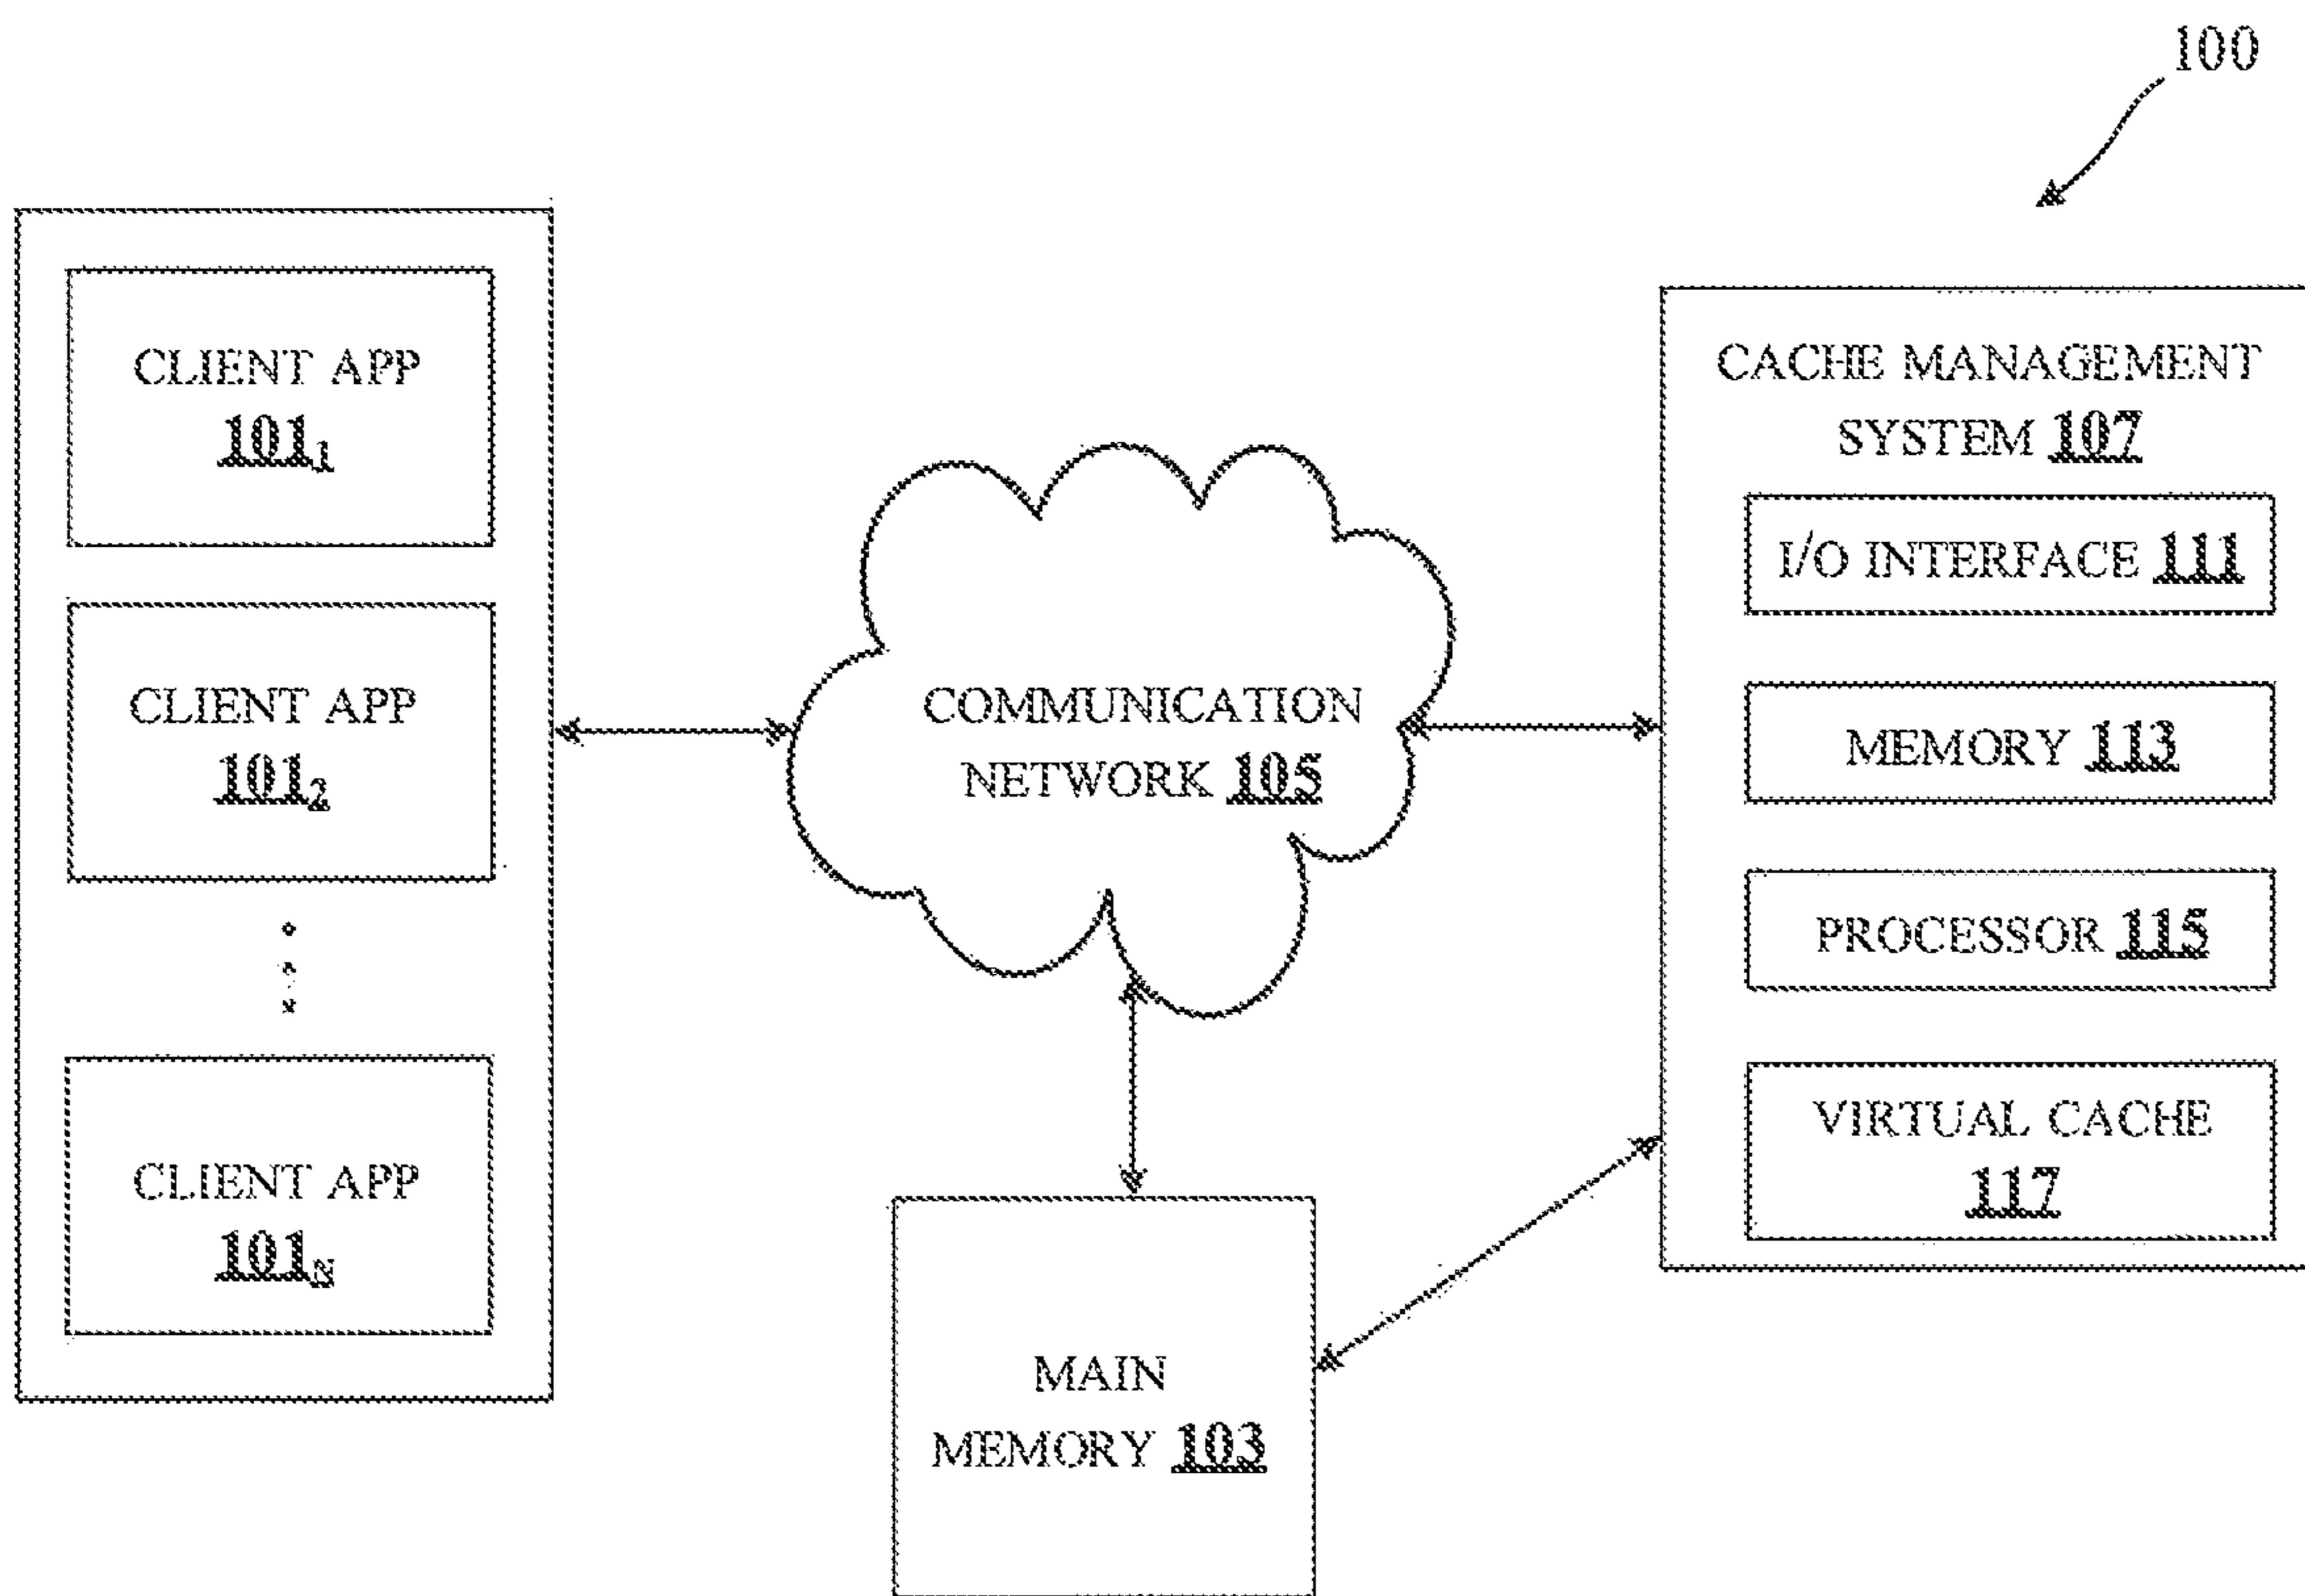 100
CLIENT APP
101₁
CLIENT APP
101₂
CLIENT APP
101ₙ
COMMUNICATION
NETWORK 105
MAIN
MEMORY 103
CACHE MANAGEMENT
SYSTEM 107
I/O INTERFACE 111
MEMORY 113
PROCESSOR 115
VIRTUAL CACHE
117